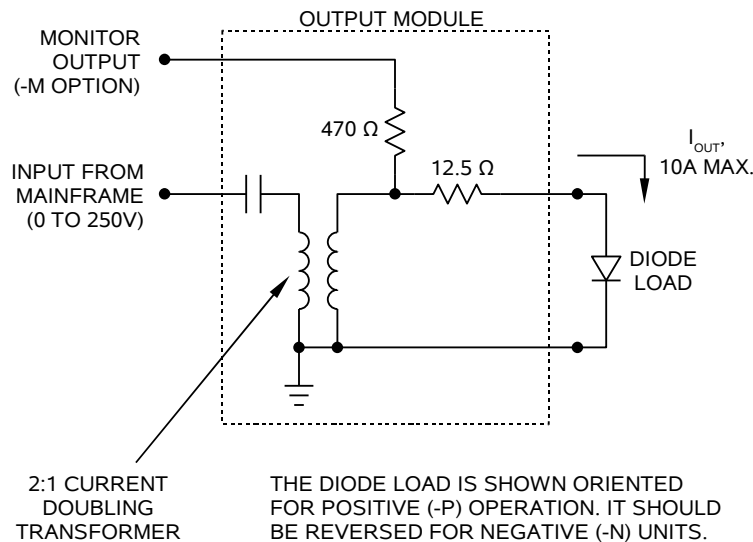 OUTPUT MODULE
MONITOR
OUTPUT
(-M OPTION)
470 Ω
12.5 Ω
I_OUT,
10A MAX.
INPUT FROM
MAINFRAME
(0 TO 250V)
DIODE
LOAD
2:1 CURRENT
DOUBLING
TRANSFORMER
THE DIODE LOAD IS SHOWN ORIENTED
FOR POSITIVE (-P) OPERATION. IT SHOULD
BE REVERSED FOR NEGATIVE (-N) UNITS.